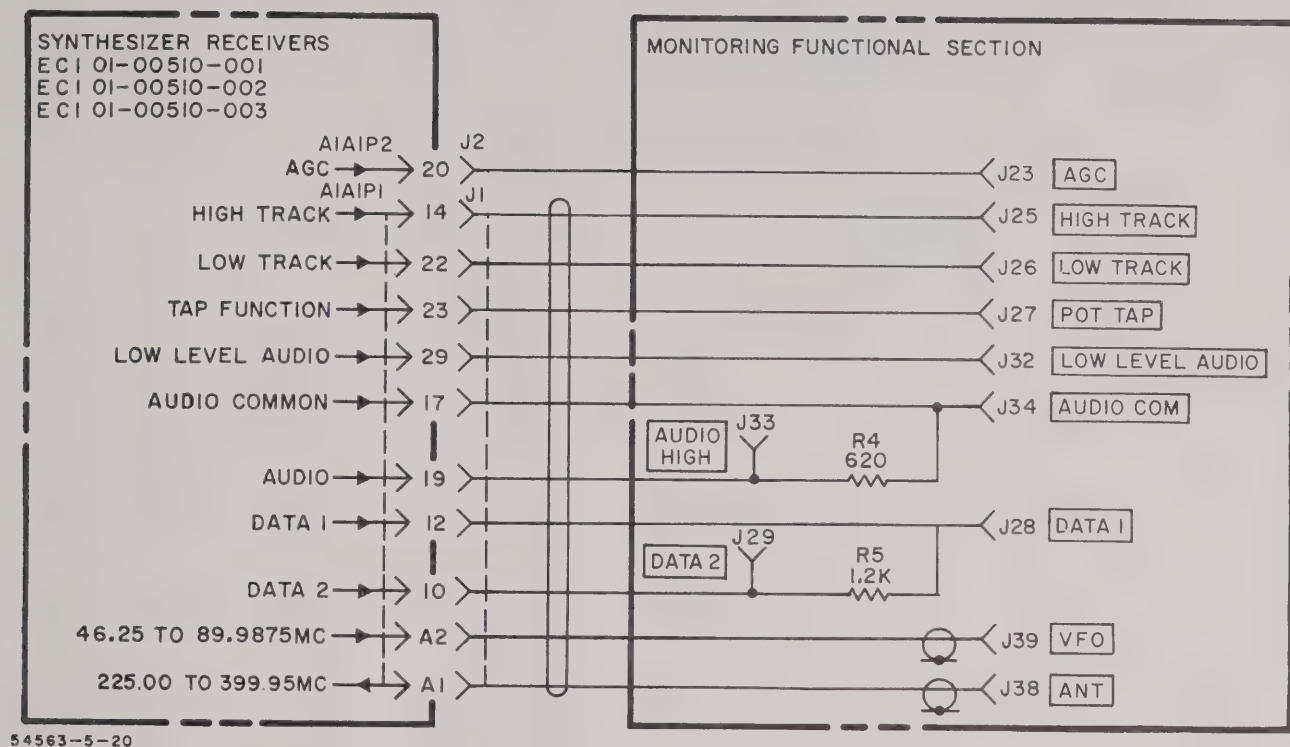 SYNTHESIZER RECEIVERS
ECI 01-00510-001
ECI 01-00510-002
ECI 01-00510-003
MONITORING FUNCTIONAL SECTION
A1A1P2
J2
AGC
20
J23
AGC
A1A1P1
J1
HIGH TRACK
14
J25
HIGH TRACK
LOW TRACK
22
J26
LOW TRACK
TAP FUNCTION
23
J27
POT TAP
LOW LEVEL AUDIO
29
J32
LOW LEVEL AUDIO
AUDIO COMMON
17
J34
AUDIO COM
AUDIO
HIGH
J33
R4
620
AUDIO
19
DATA 1
12
J28
DATA 1
DATA 2
J29
R5
1.2K
DATA 2
10
46.25 TO 89.9875MC
A2
J39
VFO
225.00 TO 399.95MC
A1
J38
ANT
54563-5-20